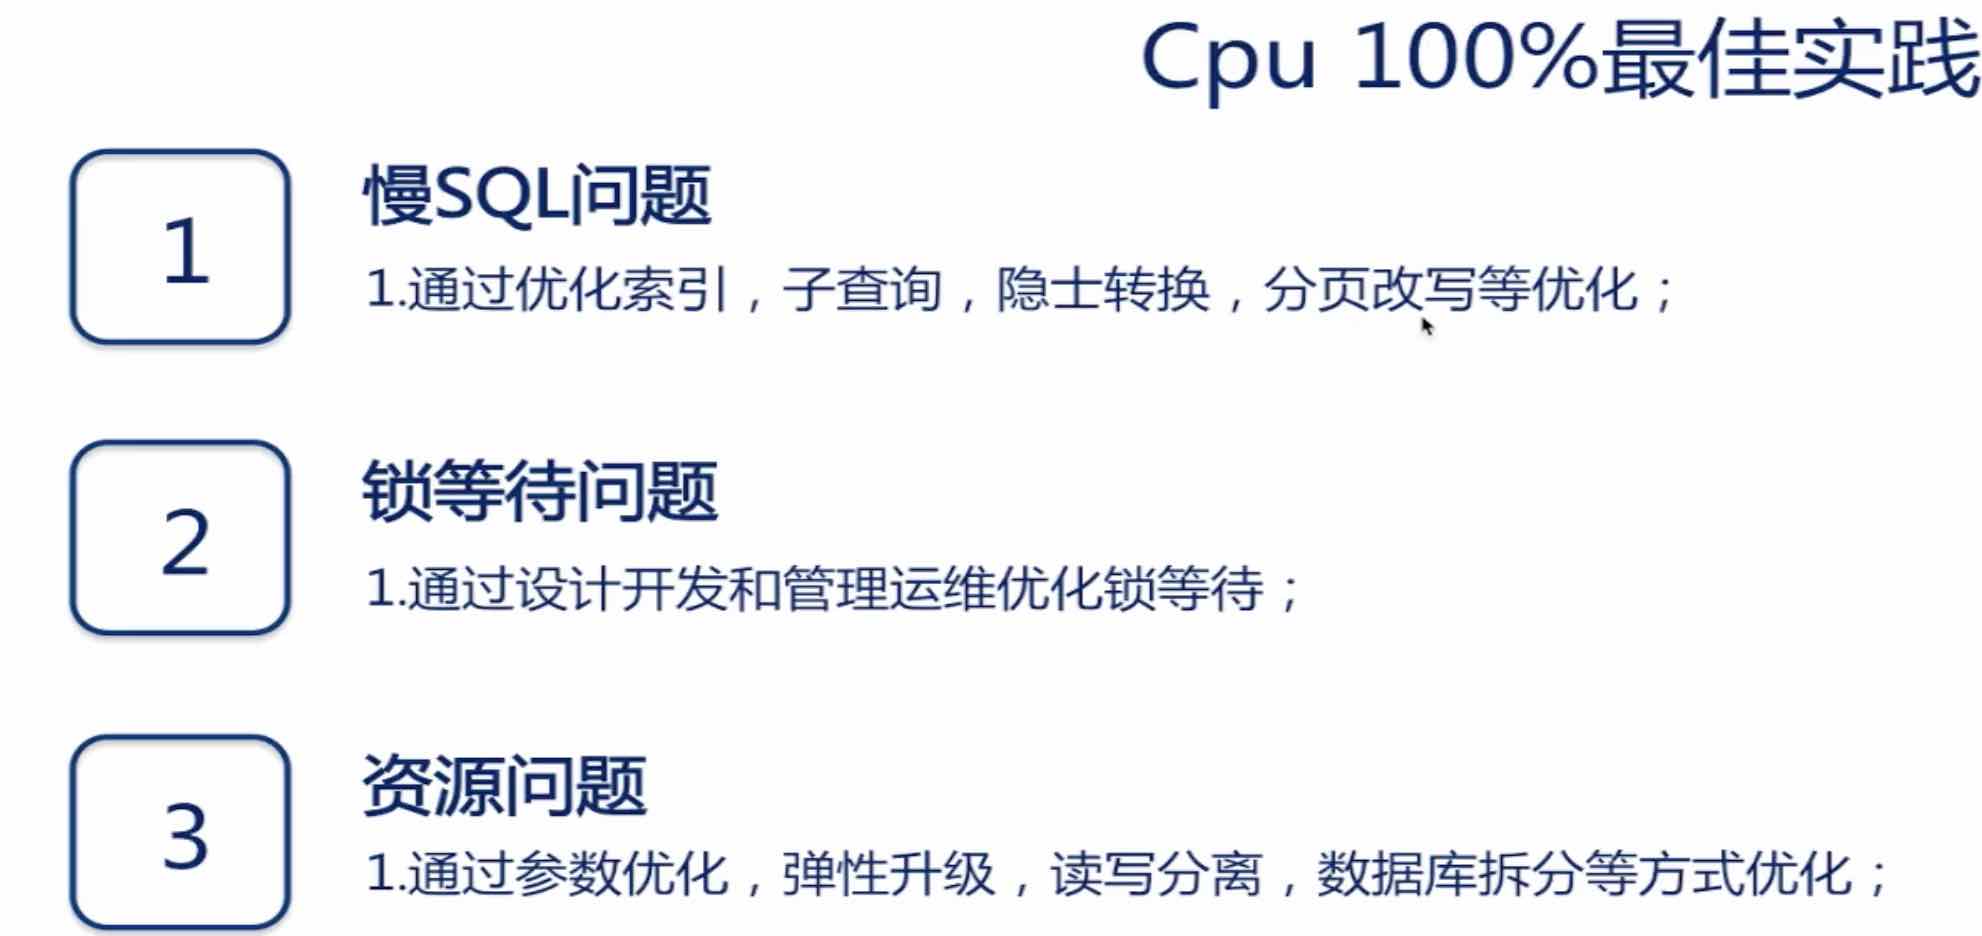 Cpu 100%最佳实践
1
慢SQL问题
1.通过优化索引，子查询，隐士转换，分页改写等优化；
2
锁等待问题
1.通过设计开发和管理运维优化锁等待；
3
资源问题
1.通过参数优化，弹性升级，读写分离，数据库拆分等方式优化；